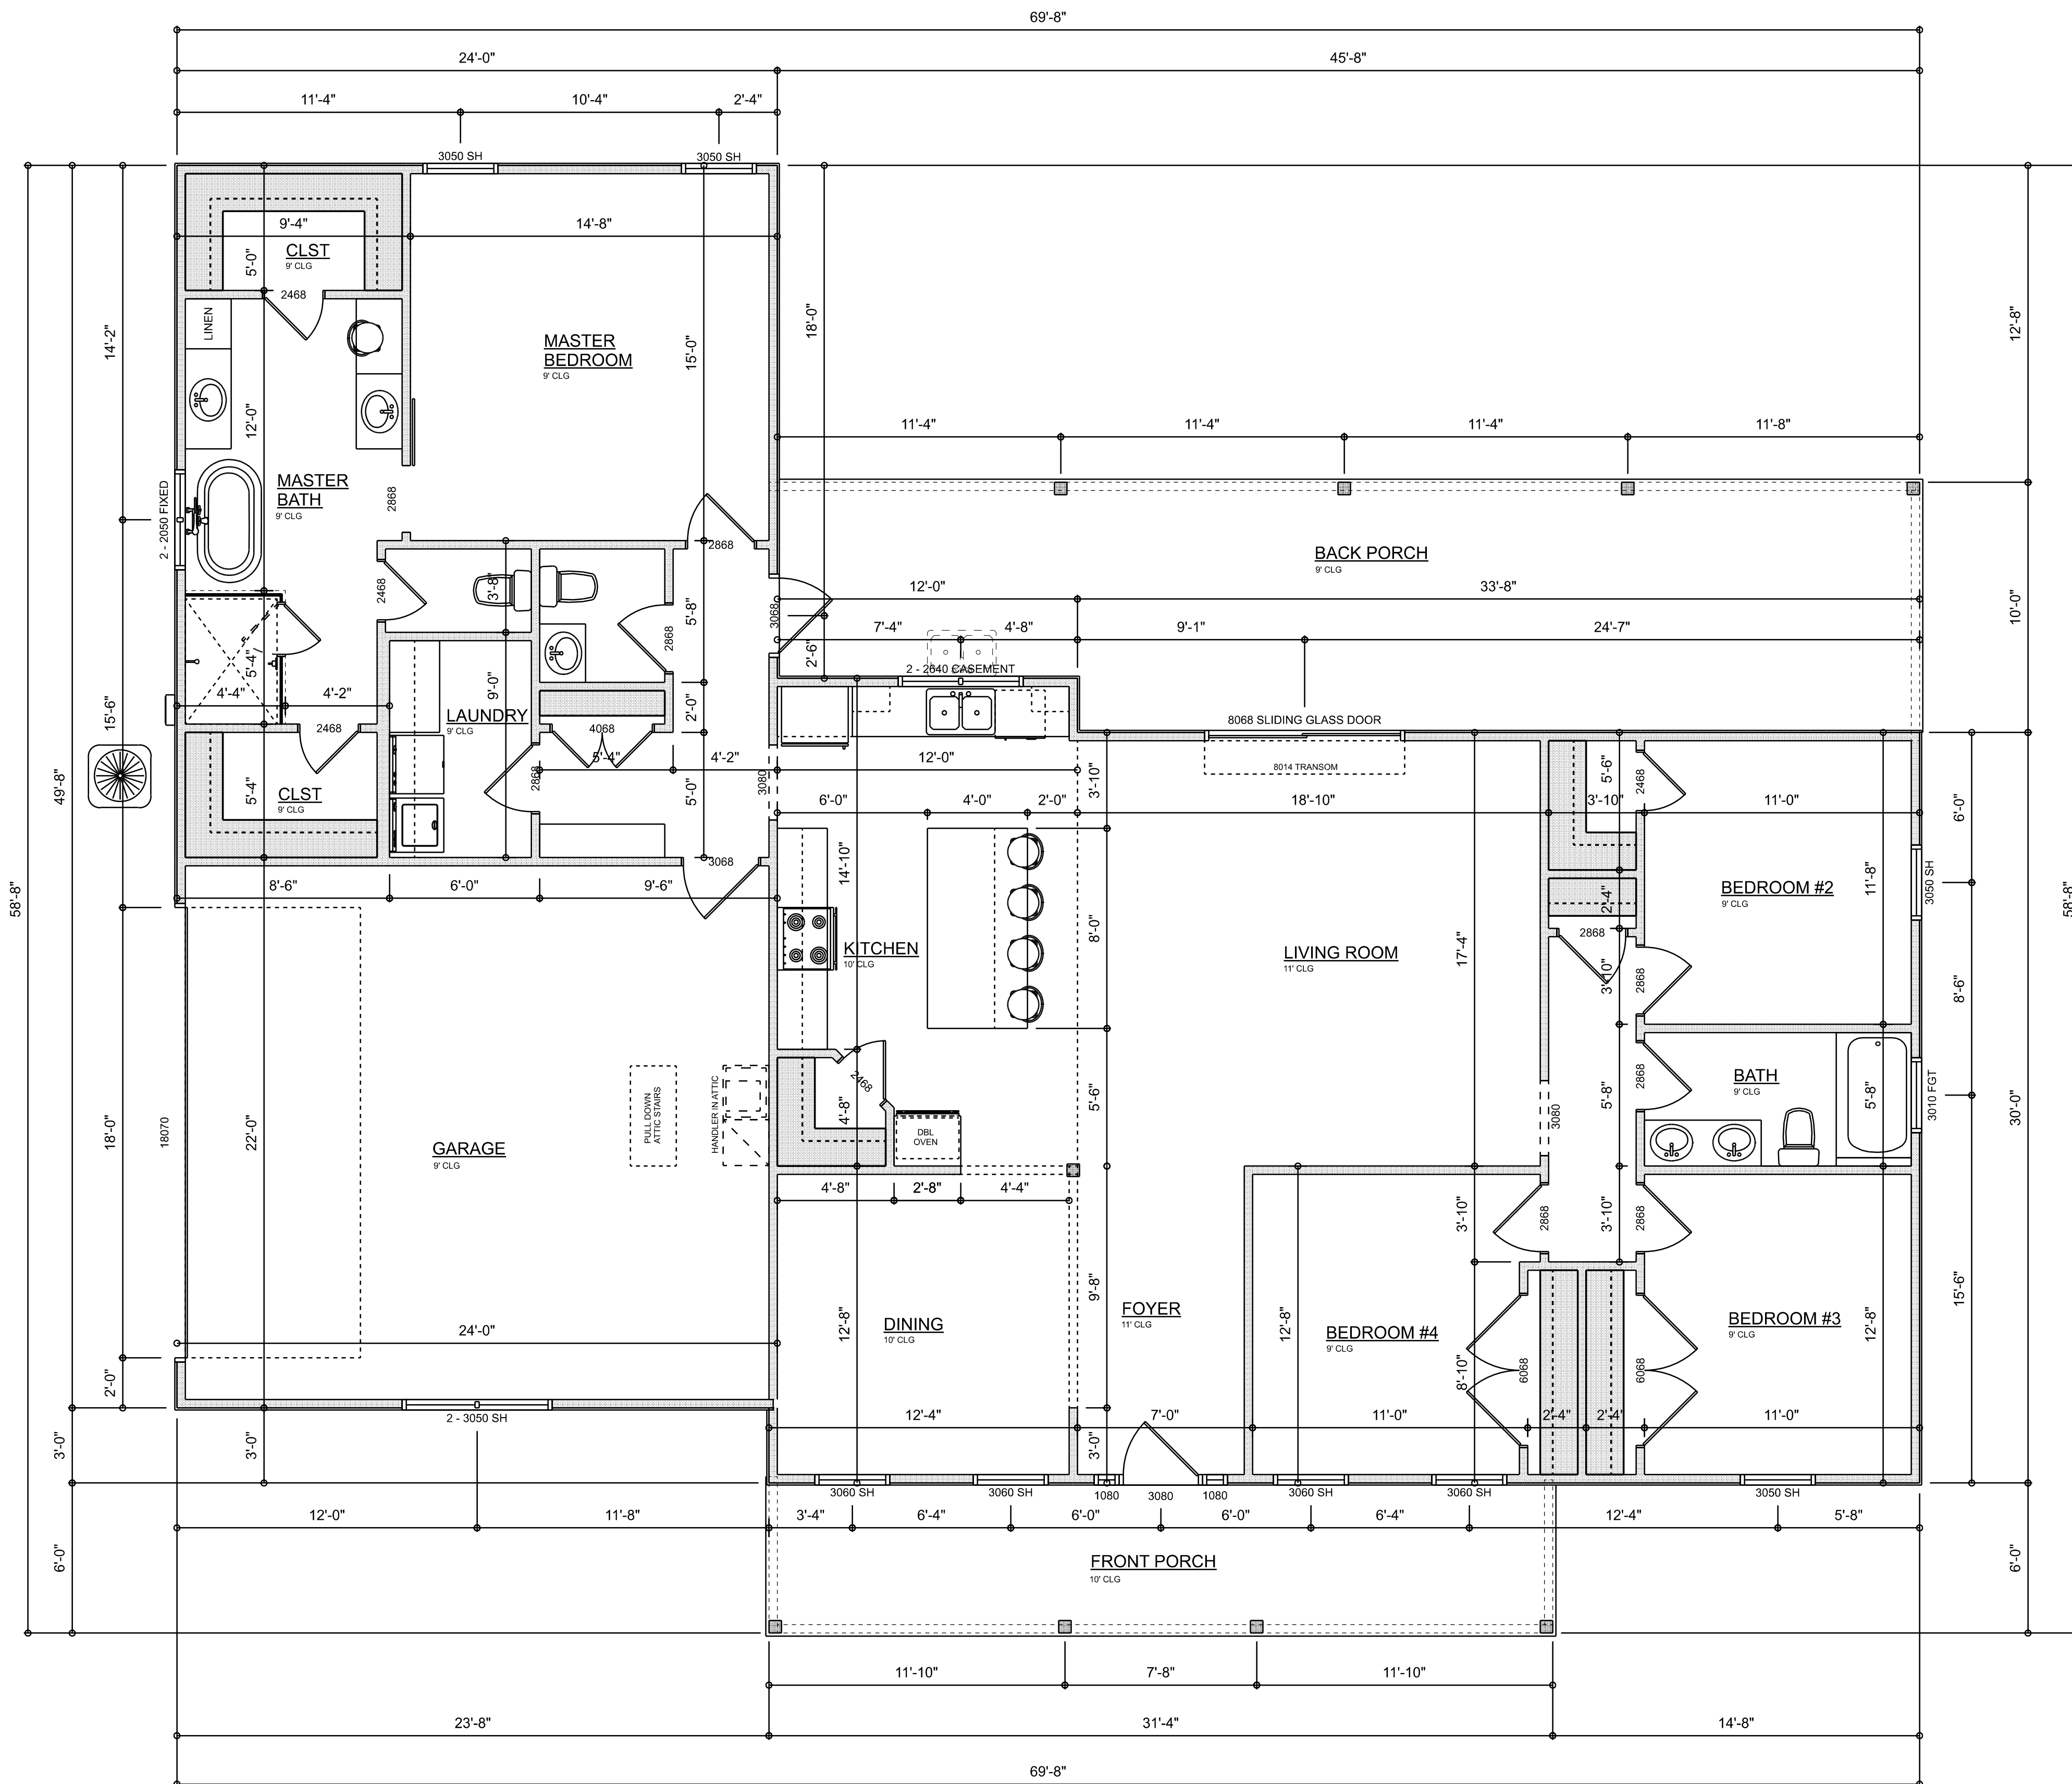 69'-8"
24'-0"
45'-8"
11'-4"
10'-4"
2'-4"
3050 SH
3050 SH
9'-4"
14'-8"
CLST
9' CLG
5'-0"
2468
LINEN
14'-2"
18'-0"
12'-8"
MASTER
BEDROOM
9' CLG
15'-0"
12'-0"
11'-4"
11'-4"
11'-4"
11'-8"
MASTER
BATH
9' CLG
2868
2 - 2050 FIXED
2868
BACK PORCH
9' CLG
2468
3'-8"
12'-0"
33'-8"
5'-8"
3068
10'-0"
2868
7'-4"
4'-8"
9'-1"
24'-7"
2'-6"
2 - 2640 CASEMENT
5'-4"
4'-4"
4'-2"
9'-0"
15'-6"
2'-0"
LAUNDRY
9' CLG
2468
4068
8068 SLIDING GLASS DOOR
5'-4"
4'-2"
12'-0"
8014 TRANSOM
49'-8"
CLST
9' CLG
5'-4"
2868
5'-0"
3080
3'-10"
5'-6"
2468
6'-0"
4'-0"
2'-0"
18'-10"
3'-10"
11'-0"
6'-0"
14'-10"
3068
8'-6"
6'-0"
9'-6"
58'-8"
2'-4"
BEDROOM #2
9' CLG
11'-8"
3050 SH
58'-8"
8'-0"
2868
KITCHEN
10' CLG
LIVING ROOM
11' CLG
17'-4"
3'-10"
2868
8'-6"
2468
18'-0"
18070
22'-0"
GARAGE
9' CLG
PULL DOWN
ATTIC STAIRS
HANDLER IN ATTIC
4'-8"
5'-6"
DBL
OVEN
3080
5'-8"
2868
BATH
9' CLG
5'-8"
3010 FGT
30'-0"
4'-8"
2'-8"
4'-4"
3'-10"
2868
3'-10"
2868
9'-8"
FOYER
11' CLG
12'-8"
DINING
10' CLG
12'-8"
BEDROOM #4
9' CLG
BEDROOM #3
9' CLG
12'-8"
15'-6"
24'-0"
8'-10"
6068
6068
2'-0"
2 - 3050 SH
12'-4"
7'-0"
11'-0"
2'-4"
2'-4"
11'-0"
3'-0"
3'-0"
3'-0"
3060 SH
3060 SH
1080
3080
1080
3060 SH
3060 SH
3050 SH
12'-0"
11'-8"
3'-4"
6'-4"
6'-0"
6'-0"
6'-4"
12'-4"
5'-8"
6'-0"
FRONT PORCH
10' CLG
6'-0"
11'-10"
7'-8"
11'-10"
23'-8"
31'-4"
14'-8"
69'-8"